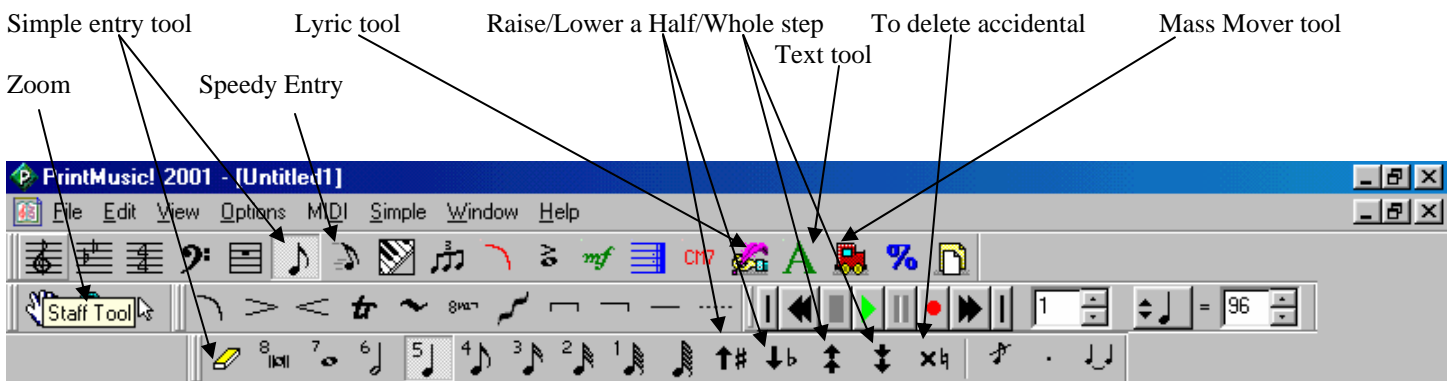 Simple entry tool Lyric tool Raise/Lower a Half/Whole step To delete accidental Mass Mover tool
Text tool
Zoom Speedy Entry
PrintMusic! 2001 - [Untitled1]
File Edit View Options MIDI Simple Window Help
3 mf CM7 A %
Staff Tool tr 8va 1 = 96
8 7 6 5 4 3 2 1